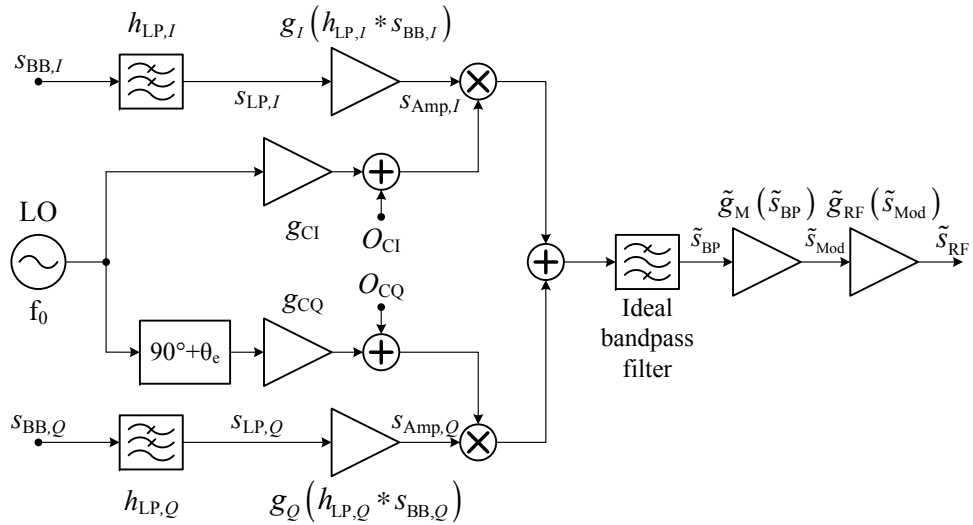 h_LP,I
g_I(h_LP,I * s_BB,I)
s_BB,I
s_LP,I
s_Amp,I
LO
f_0
g_CI
O_CI
g_CQ
O_CQ
90°+θ_e
s̃_BP
g̃_M(s̃_BP)
s̃_Mod
g̃_RF(s̃_Mod)
s̃_RF
Ideal
bandpass
filter
s_BB,Q
s_LP,Q
s_Amp,Q
h_LP,Q
g_Q(h_LP,Q * s_BB,Q)